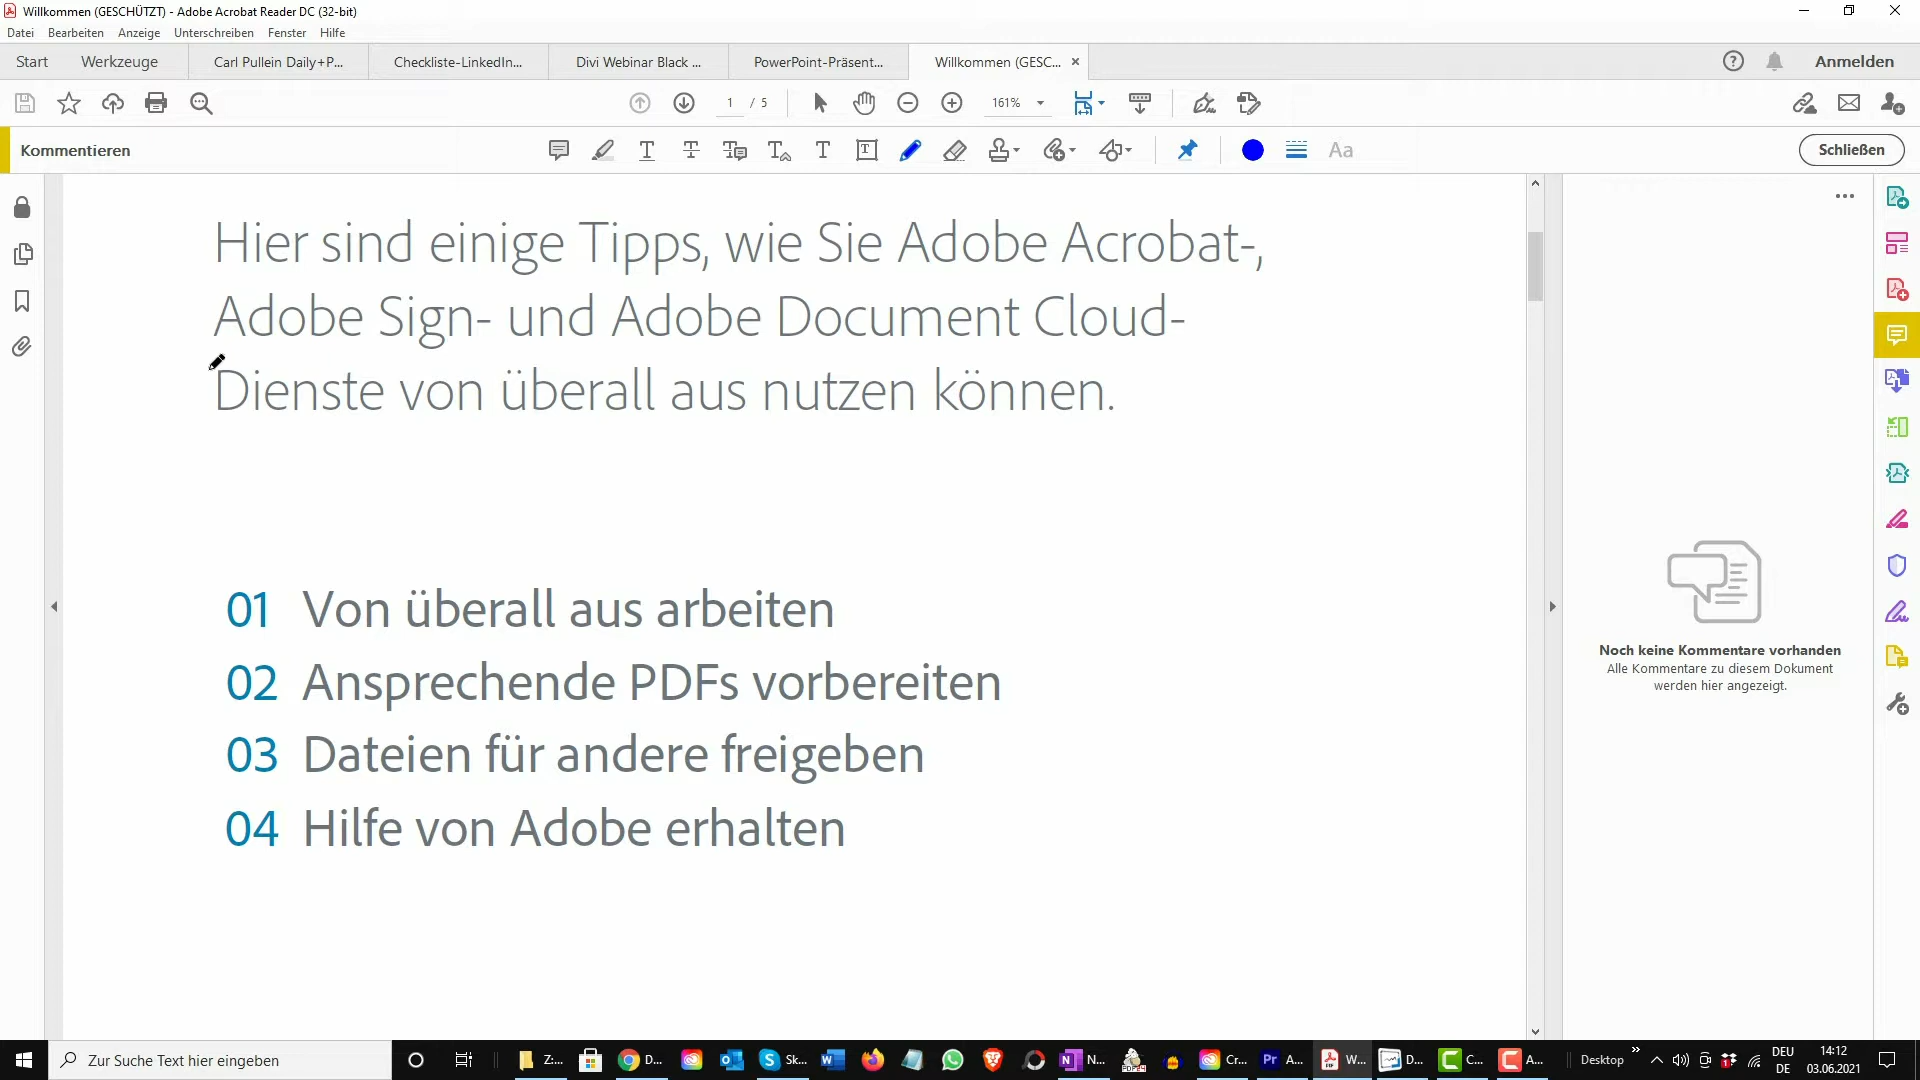 Willkommen (GESCHÜTZT) - Adobe Acrobat Reader DC (32-bit)
Datei Bearbeiten Anzeige Unterschreiben Fenster Hilfe
Start Werkzeuge Carl Pullein Daily+P... Checkliste-LinkedIn... Divi Webinar Black ... PowerPoint-Präsent... Willkommen (GESC... Anmelden
1 / 5 161%
Kommentieren Aa Schließen
Hier sind einige Tipps, wie Sie Adobe Acrobat-,
Adobe Sign- und Adobe Document Cloud-
Dienste von überall aus nutzen können.
01 Von überall aus arbeiten
02 Ansprechende PDFs vorbereiten
03 Dateien für andere freigeben
04 Hilfe von Adobe erhalten
Noch keine Kommentare vorhanden
Alle Kommentare zu diesem Dokument
werden hier angezeigt.
Zur Suche Text hier eingeben Z:... D... Sk... N... Cr... A... W... D... C... A... Desktop DEU 14:12
DE 03.06.2021